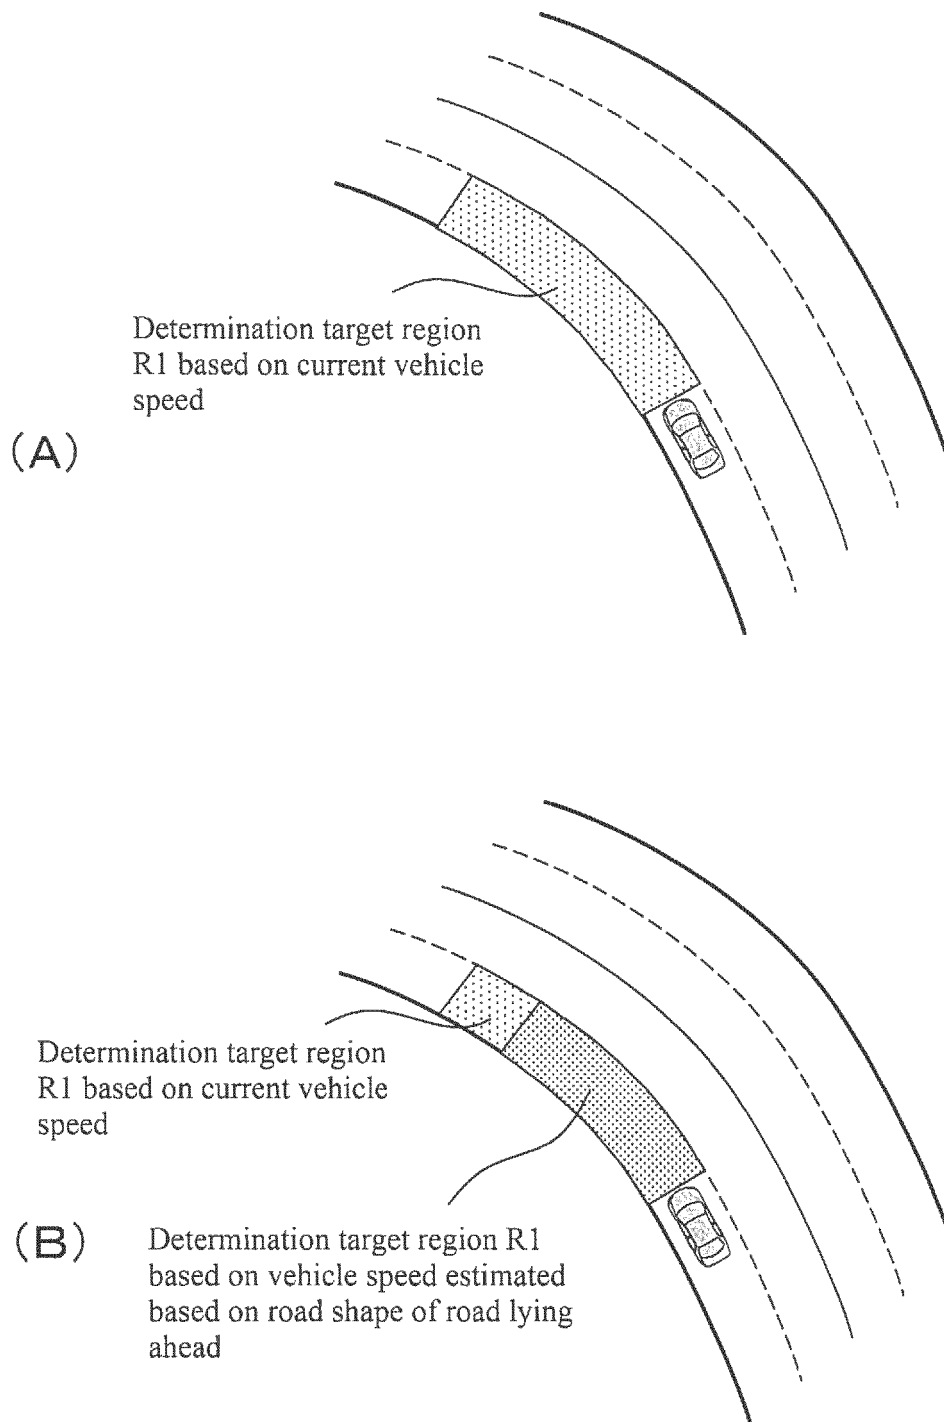 Determination target region
R1 based on current vehicle
speed
(A)
Determination target region
R1 based on current vehicle
speed
(B)
Determination target region R1
based on vehicle speed estimated
based on road shape of road lying
ahead